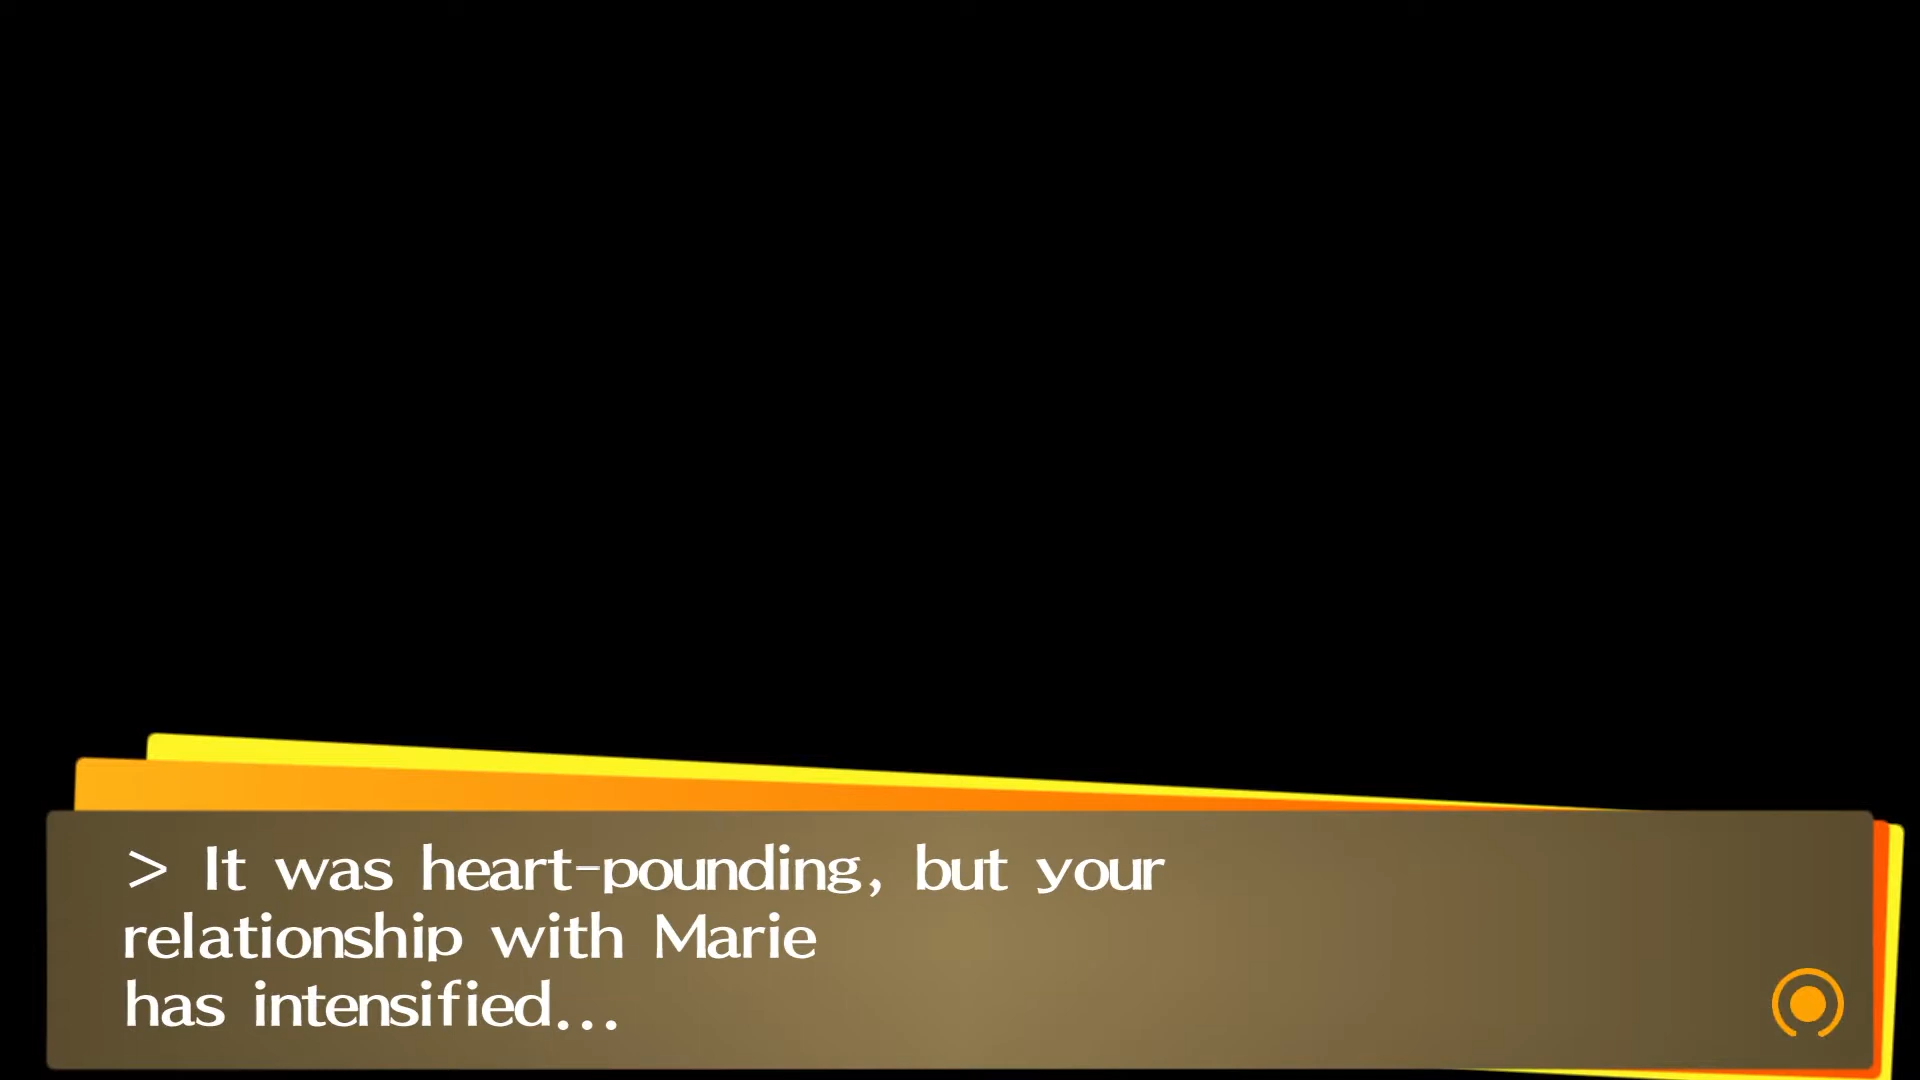 > It was heart-pounding, but your
relationship with Marie
has intensified...